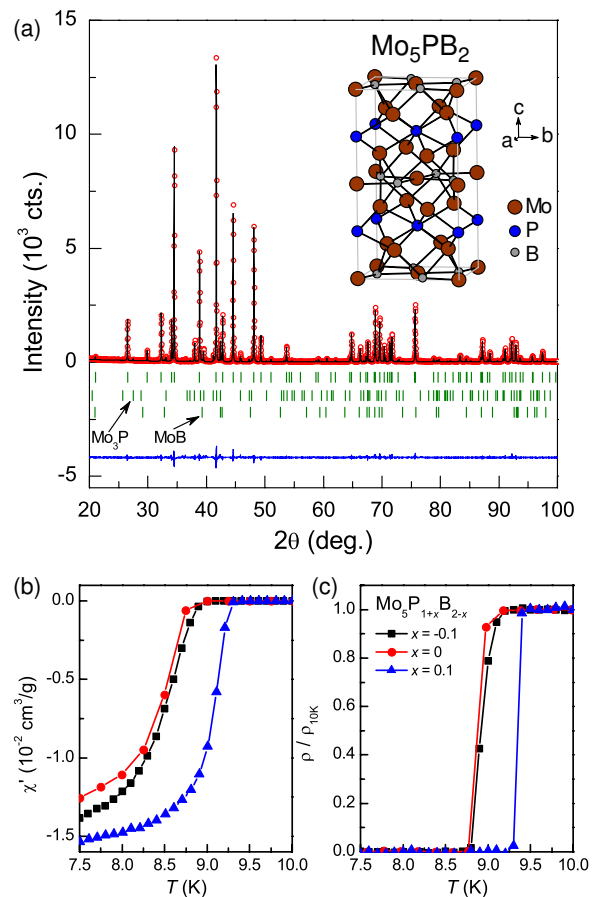 (a)
Mo₅PB₂
c
a
b
Mo
P
B
15
10
5
0
-5
Intensity (10³ cts.)
Mo₃P
MoB
20 30 40 50 60 70 80 90 100
2θ (deg.)
(b)
0.0
-0.5
-1.0
-1.5
χ' (10⁻² cm³/g)
7.5 8.0 8.5 9.0 9.5 10.0
T (K)
(c)
Mo₅P₁₊ₓB₂₋ₓ
x = -0.1
x = 0
x = 0.1
1.0
0.8
0.6
0.4
0.2
0.0
ρ / ρ₁₀K
7.5 8.0 8.5 9.0 9.5 10.0
T (K)